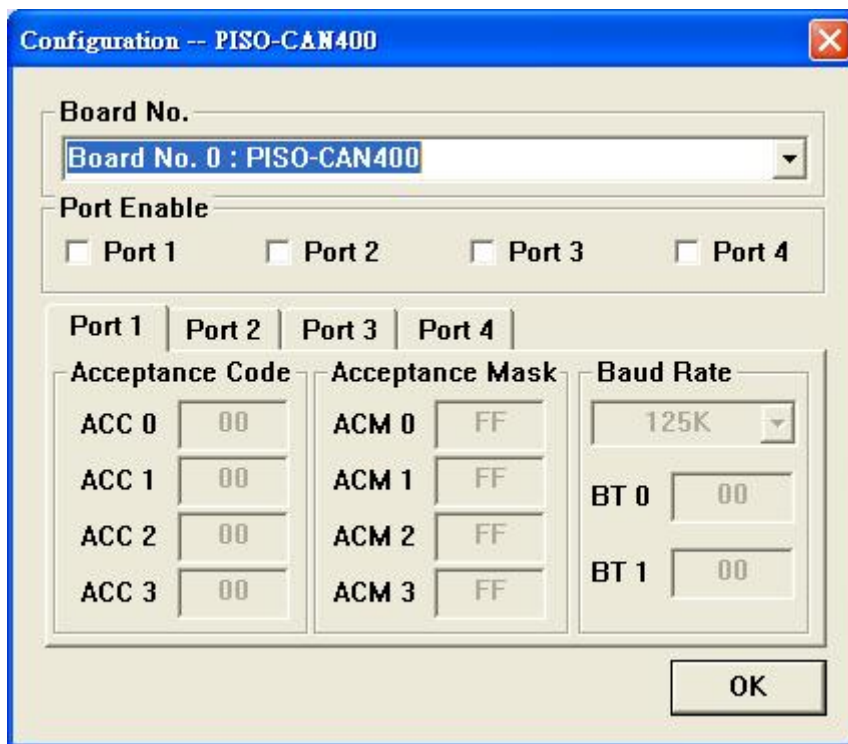 Configuration -- PISO-CAN400
Board No.
Board No. 0 : PISO-CAN400
Port Enable
Port 1 Port 2 Port 3 Port 4
Port 1 Port 2 Port 3 Port 4
Acceptance Code Acceptance Mask Baud Rate
ACC 0 00 ACM 0 FF 125K
ACC 1 00 ACM 1 FF BT 0 00
ACC 2 00 ACM 2 FF
ACC 3 00 ACM 3 FF BT 1 00
OK